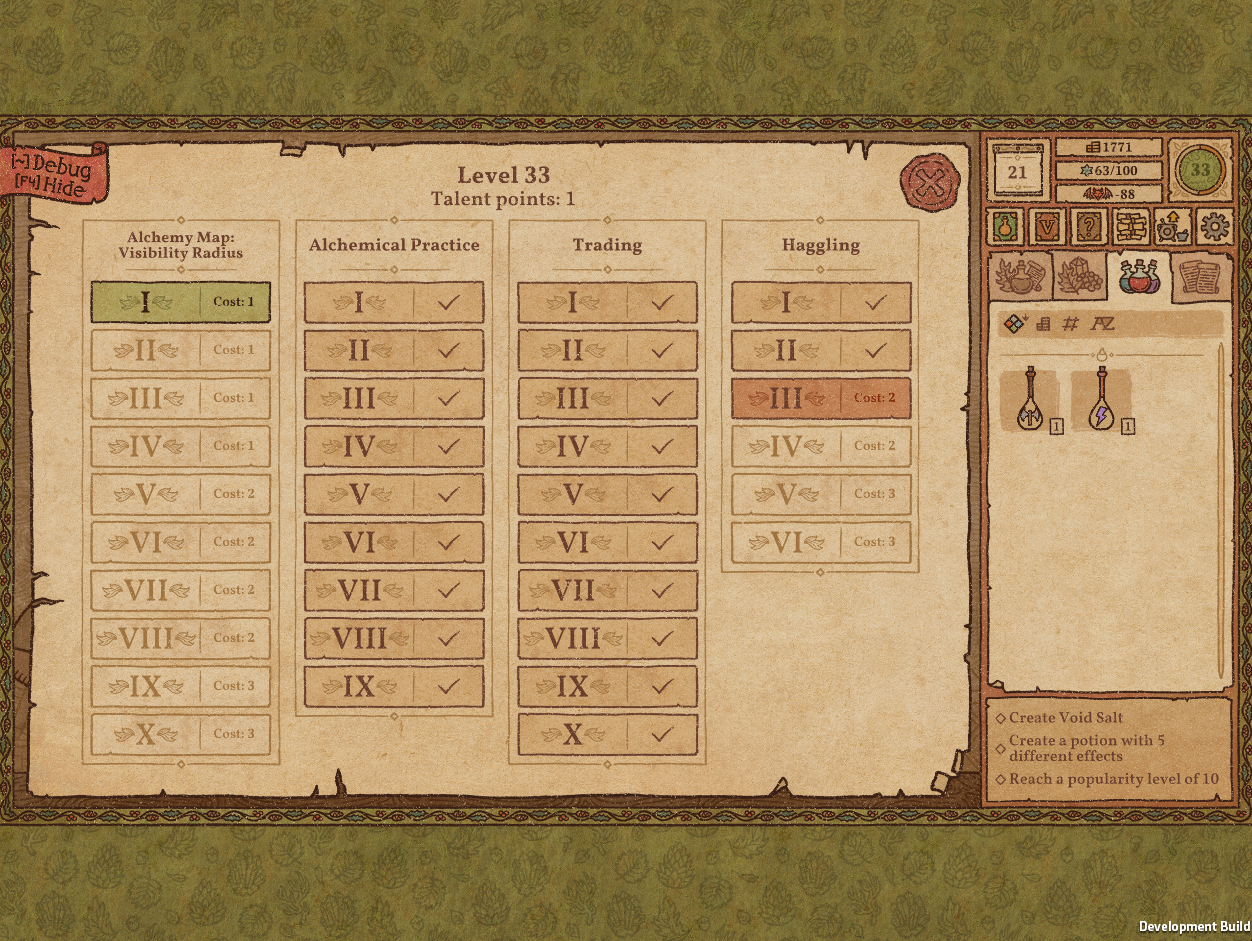 [~] Debug
[F4] Hide
Level 33
Talent points: 1
Alchemy Map:
Visibility Radius
I Cost: 1
II Cost: 1
III Cost: 1
IV Cost: 1
V Cost: 2
VI Cost: 2
VII Cost: 2
VIII Cost: 2
IX Cost: 3
X Cost: 3
Alchemical Practice
I
II
III
IV
V
VI
VII
VIII
IX
Trading
I
II
III
IV
V
VI
VII
VIII
IX
X
Haggling
I
II
III Cost: 2
IV Cost: 2
V Cost: 3
VI Cost: 3
21
1771
63/100
-88
33
V ?
# AZ
1 1
Create Void Salt
Create a potion with 5
different effects
Reach a popularity level of 10
Development Build